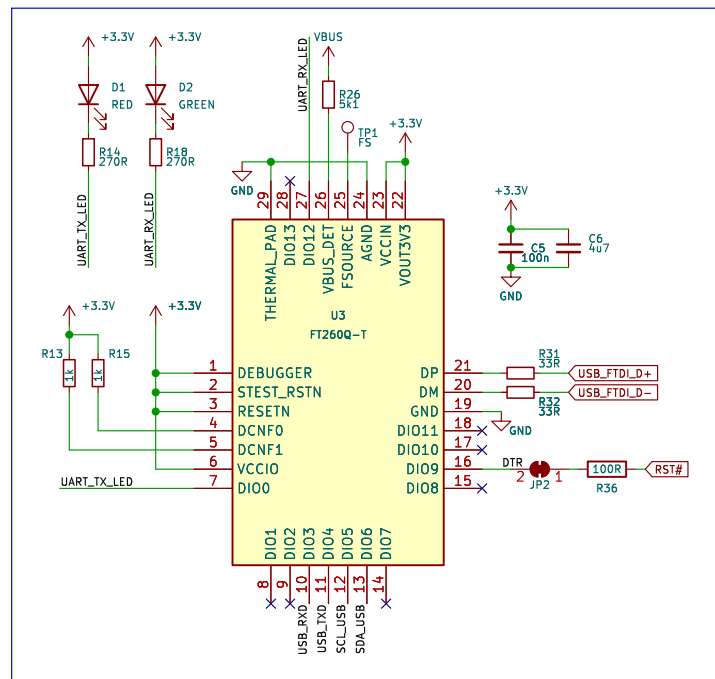 +3.3V
+3.3V
VBUS
D1
RED
D2
GREEN
UART_RX_LED
R26
5k1
TP1
FS
+3.3V
R14
270R
R18
270R
GND
UART_TX_LED
UART_RX_LED
29
28
27
26
25
24
23
22
THERMAL_PAD
DIO13
DIO12
VBUS_DET
FSOURCE
AGND
VCCIN
VOUT3V3
+3.3V
C5
100n
C6
4u7
GND
+3.3V
+3.3V
U3
FT260Q-T
R13
1k
R15
1k
1
DEBUGGER
2
STEST_RSTN
3
RESETN
4
DCNF0
5
DCNF1
6
VCCIO
7
DIO0
UART_TX_LED
DP
21
R31
33R
USB_FTDI_D+
DM
20
R32
33R
USB_FTDI_D-
GND
19
GND
DIO11
18
DIO10
17
DIO9
16
DTR
2
JP2
1
100R
R36
RST#
DIO8
15
DIO1
DIO2
DIO3
DIO4
DIO5
DIO6
DIO7
8
9
10
11
12
13
14
USB_RXD
USB_TXD
SCL_USB
SDA_USB